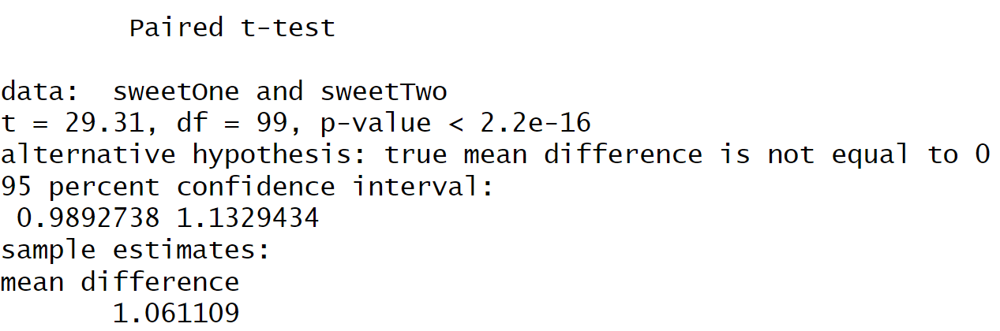 Paired t-test
data:  sweetOne and sweetTwo
t = 29.31, df = 99, p-value < 2.2e-16
alternative hypothesis: true mean difference is not equal to 0
95 percent confidence interval:
 0.9892738 1.1329434
sample estimates:
mean difference
1.061109